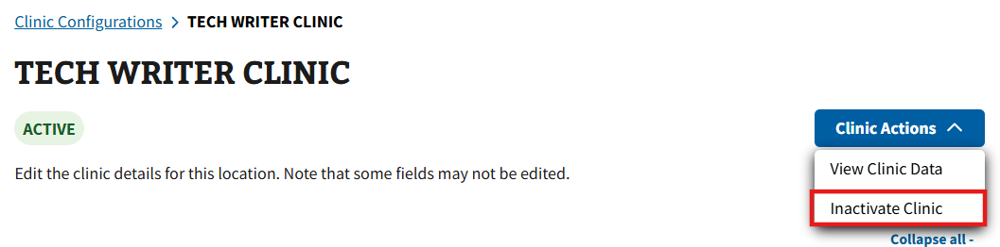 Clinic Configurations > TECH WRITER CLINIC
TECH WRITER CLINIC
ACTIVE
Clinic Actions
Edit the clinic details for this location. Note that some fields may not be edited.
View Clinic Data
Inactivate Clinic
Collapse all -